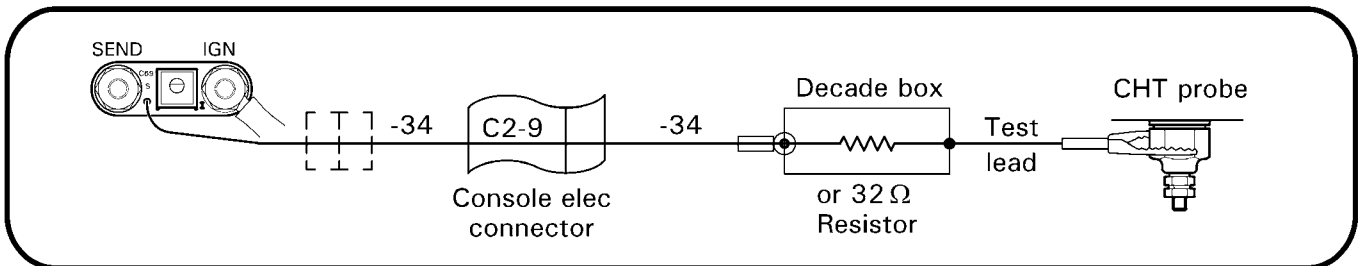 SEND IGN
C69
S
I
-34
C2-9
-34
Console elec
connector
Decade box
or 32 Ω
Resistor
Test
lead
CHT probe